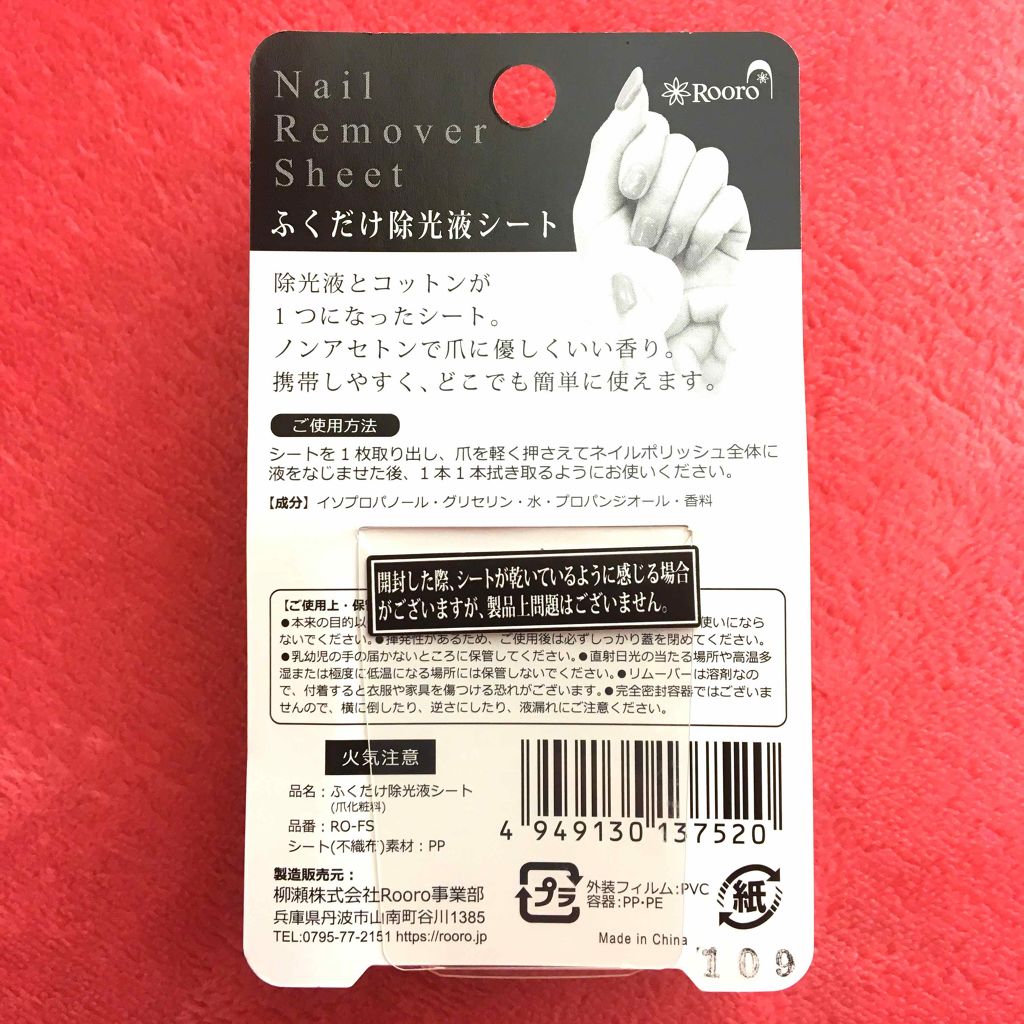 Nail
Remover
Sheet
Rooro
ふくだけ除光液シート
除光液とコットンが
1つになったシート。
ノンアセトンで爪に優しくいい香り。
携帯しやすく、どこでも簡単に使えます。
ご使用方法
シートを1枚取り出し、爪を軽く押さえてネイルポリッシュ全体に
液をなじませた後、1本1本拭き取るようにお使いください。
【成分】イソプロパノール・グリセリン・水・プロパンジオール・香料
開封した際、シートが乾いているように感じる場合
がございますが、製品上問題はございません。
【ご使用上・保
●本来の目的以 使いになら
ないでください。●揮発性があるため、ご使用後は必ずしっかり蓋を閉めてください。
●乳幼児の手の届かないところに保管してください。●直射日光の当たる場所や高温多
湿または極度に低温になる場所には保管しないでください。●リムーバーは溶剤なの
で、付着すると衣服や家具を傷つける恐れがございます。●完全密封容器ではございま
せんので、横に倒したり、逆さにしたり、液漏れにご注意ください。
火気注意
品名：ふくだけ除光液シート
(爪化粧料)
品番：RO-FS
シート(不織布)素材：PP
4 949130 137520
製造販売元：
柳瀬株式会社Rooro事業部
兵庫県丹波市山南町谷川1385
TEL:0795-77-2151 https://rooro.jp
プラ
外装フィルム:PVC
容器:PP・PE
紙
Made in China
109